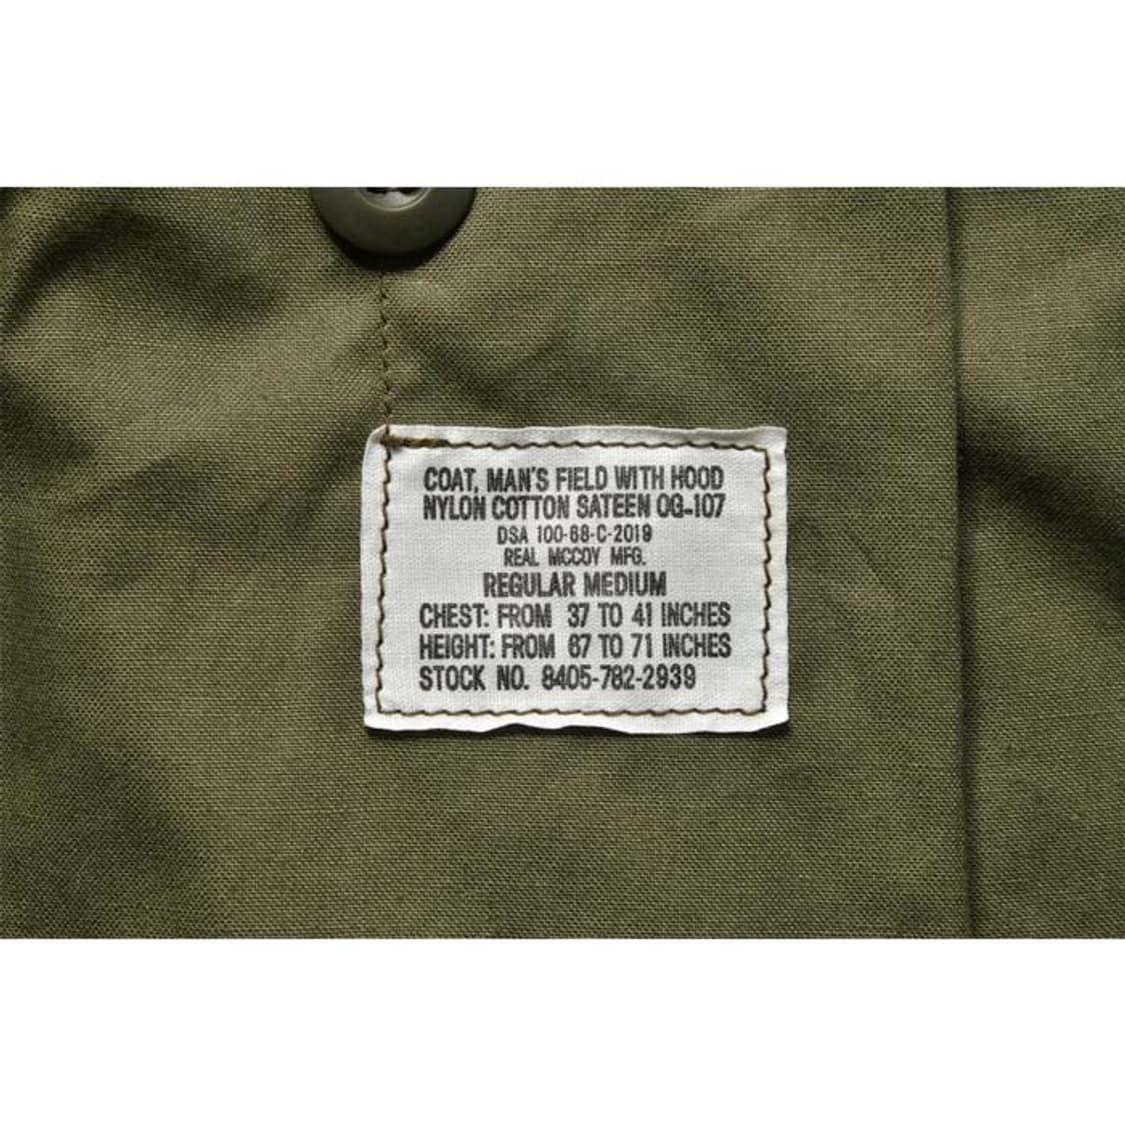 COAT, MAN'S FIELD WITH HOOD
NYLON COTTON SATEEN OG-107
DSA 100-68-C-2019
REAL MCCOY MFG.
REGULAR MEDIUM
CHEST: FROM 37 TO 41 INCHES
HEIGHT: FROM 67 TO 71 INCHES
STOCK NO. 8405-782-2939